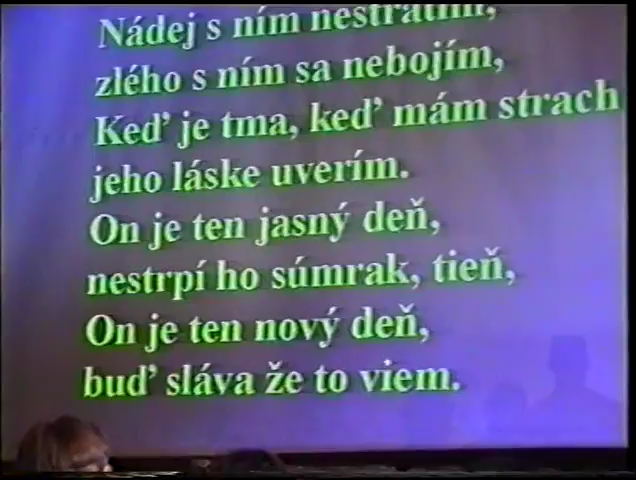 Nádej s ním nestratím,
zlého s ním sa nebojím,
Keď je tma, keď mám strach
jeho láske uverím.
On je ten jasný deň,
nestrpí ho súmrak, tieň,
On je ten nový deň,
buď sláva že to viem.